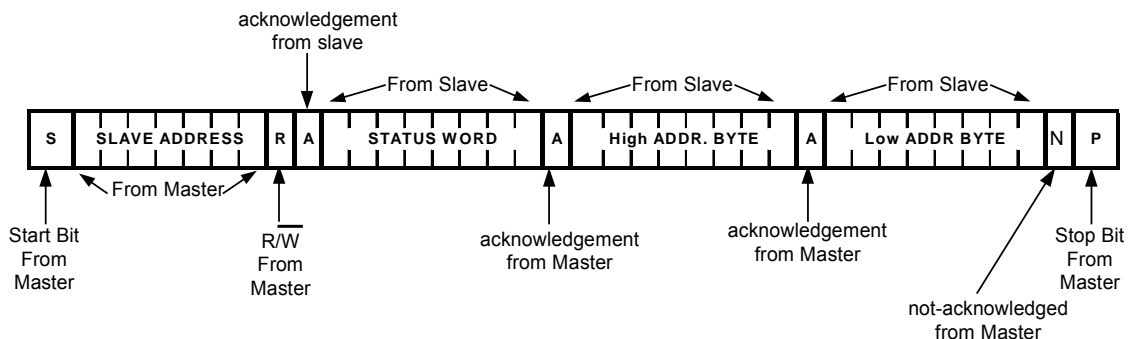 acknowledgement
from slave
From Slave
From Slave
From Slave
S SLAVE ADDRESS R A STATUS WORD A High ADDR. BYTE A Low ADDR BYTE N P
From Master
Start Bit
From
Master
R/W
From
Master
acknowledgement
from Master
acknowledgement
from Master
Stop Bit
From
Master
not-acknowledged
from Master